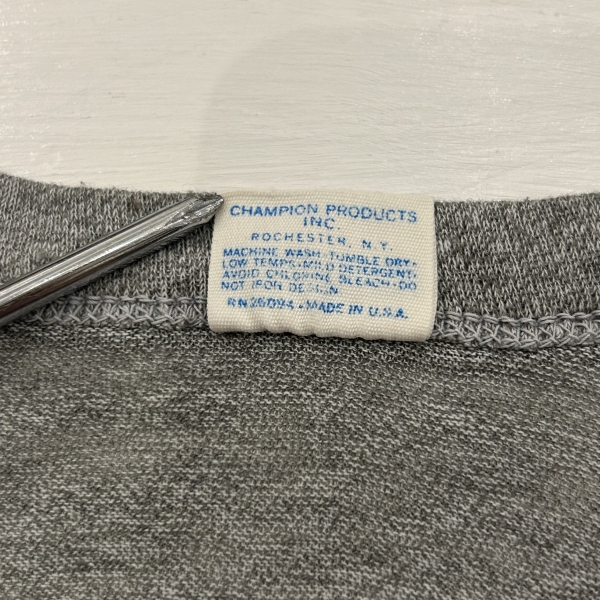 CHAMPION PRODUCTS
INC.
ROCHESTER, N.Y.
MACHINE WASH-TUMBLE DRY-
LOW TEMPS-MILD DETERGENT-
AVOID CHLORINE BLEACH-DO
NOT IRON DESIGN
RN 26094 - MADE IN U.S.A.